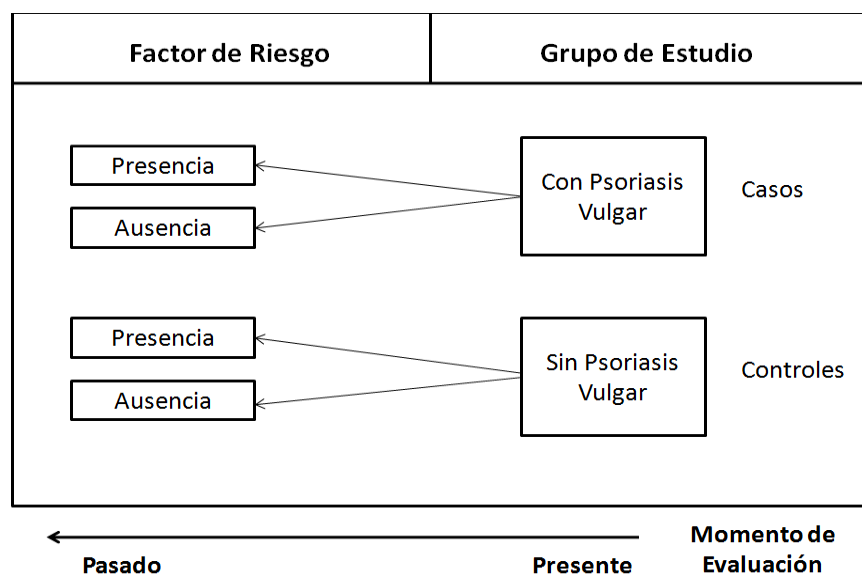 Factor de Riesgo
Grupo de Estudio
Presencia
Ausencia
Con Psoriasis
Vulgar
Casos
Presencia
Ausencia
Sin Psoriasis
Vulgar
Controles
Pasado
Presente
Momento de
Evaluación